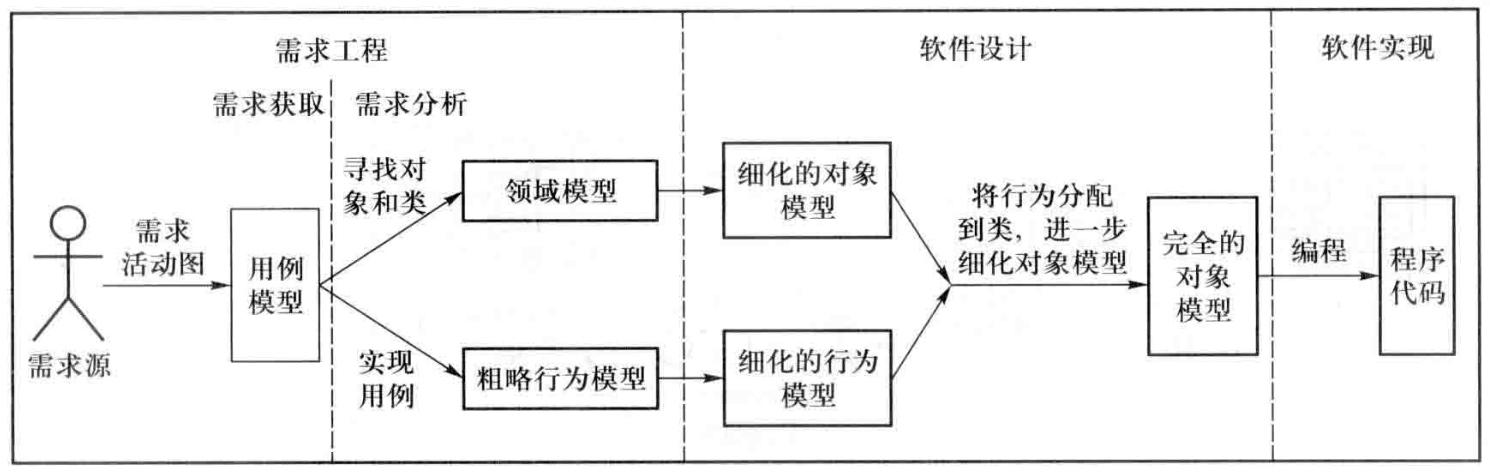 需求工程
软件设计
软件实现
需求获取
需求分析
寻找对
象和类
领域模型
细化的对象
模型
将行为分配
到类，进一步
细化对象模型
需求
活动图
用例
模型
完全的
对象
模型
编程
程序
代码
需求源
实现
用例
粗略行为模型
细化的行为
模型